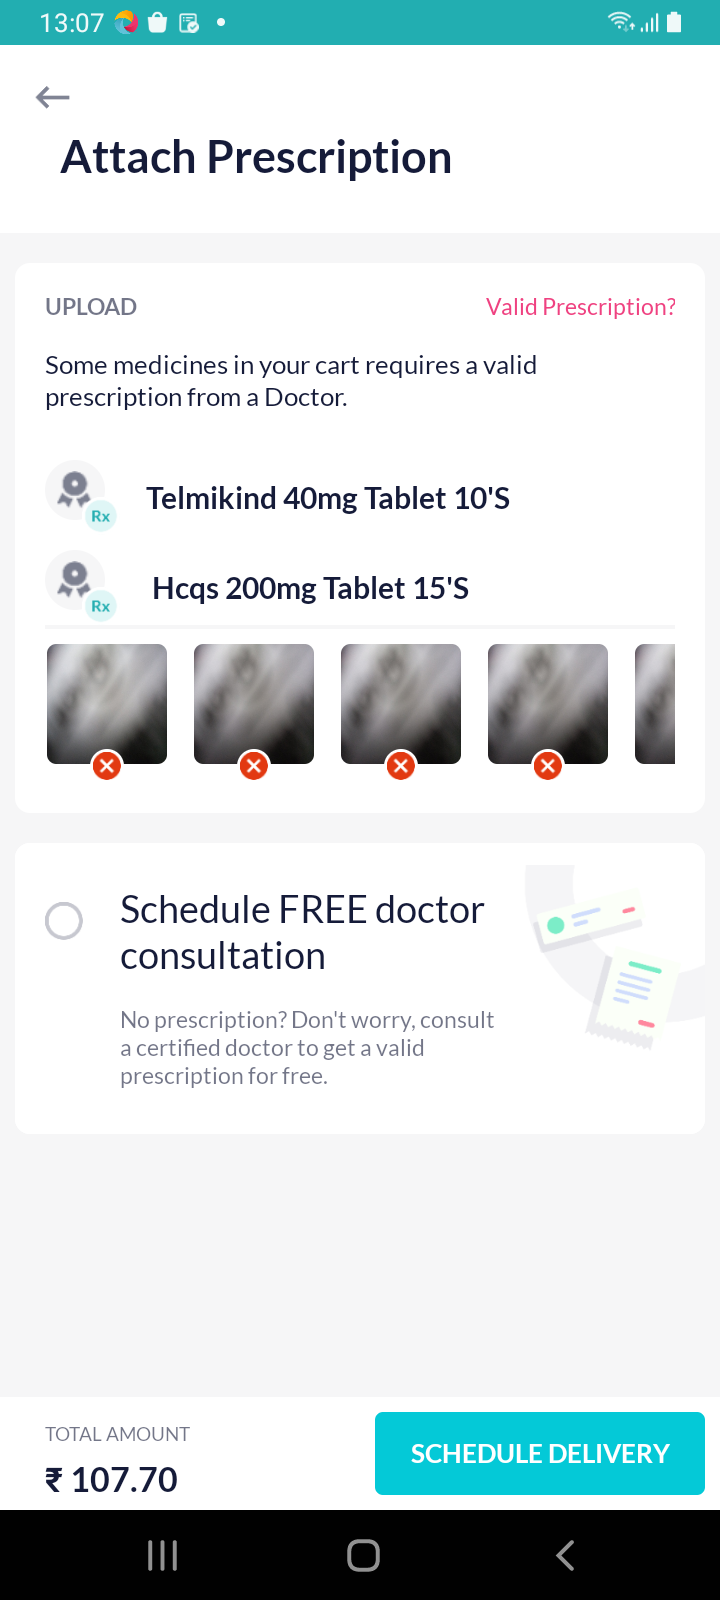 13:07
Attach Prescription
UPLOAD
Valid Prescription?
Some medicines in your cart requires a valid
prescription from a Doctor.
Rx
Telmikind 40mg Tablet 10'S
Rx
Hcqs 200mg Tablet 15'S
Schedule FREE doctor
consultation
No prescription? Don't worry, consult
a certified doctor to get a valid
prescription for free.
TOTAL AMOUNT
₹ 107.70
SCHEDULE DELIVERY